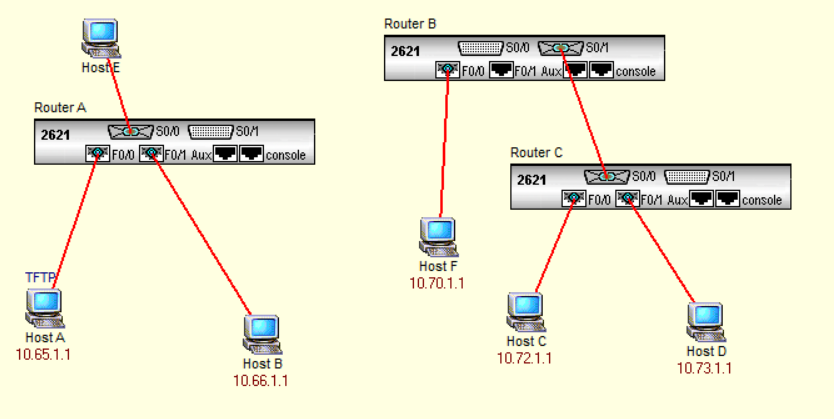 Host E
Router A
2621 S0/0 S0/1
F0/0 F0/1 Aux console
TFTP
Host A
10.65.1.1
Host B
10.66.1.1
Router B
2621 S0/0 S0/1
F0/0 F0/1 Aux console
Router C
2621 S0/0 S0/1
F0/0 F0/1 Aux console
Host F
10.70.1.1
Host C
10.72.1.1
Host D
10.73.1.1